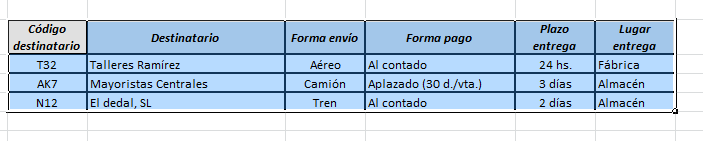 Código destinatario Destinatario Forma envío Forma pago Plazo entrega Lugar entrega
T32 Talleres Ramírez Aéreo Al contado 24 hs. Fábrica
AK7 Mayoristas Centrales Camión Aplazado (30 d./vta.) 3 días Almacén
N12 El dedal, SL Tren Al contado 2 días Almacén